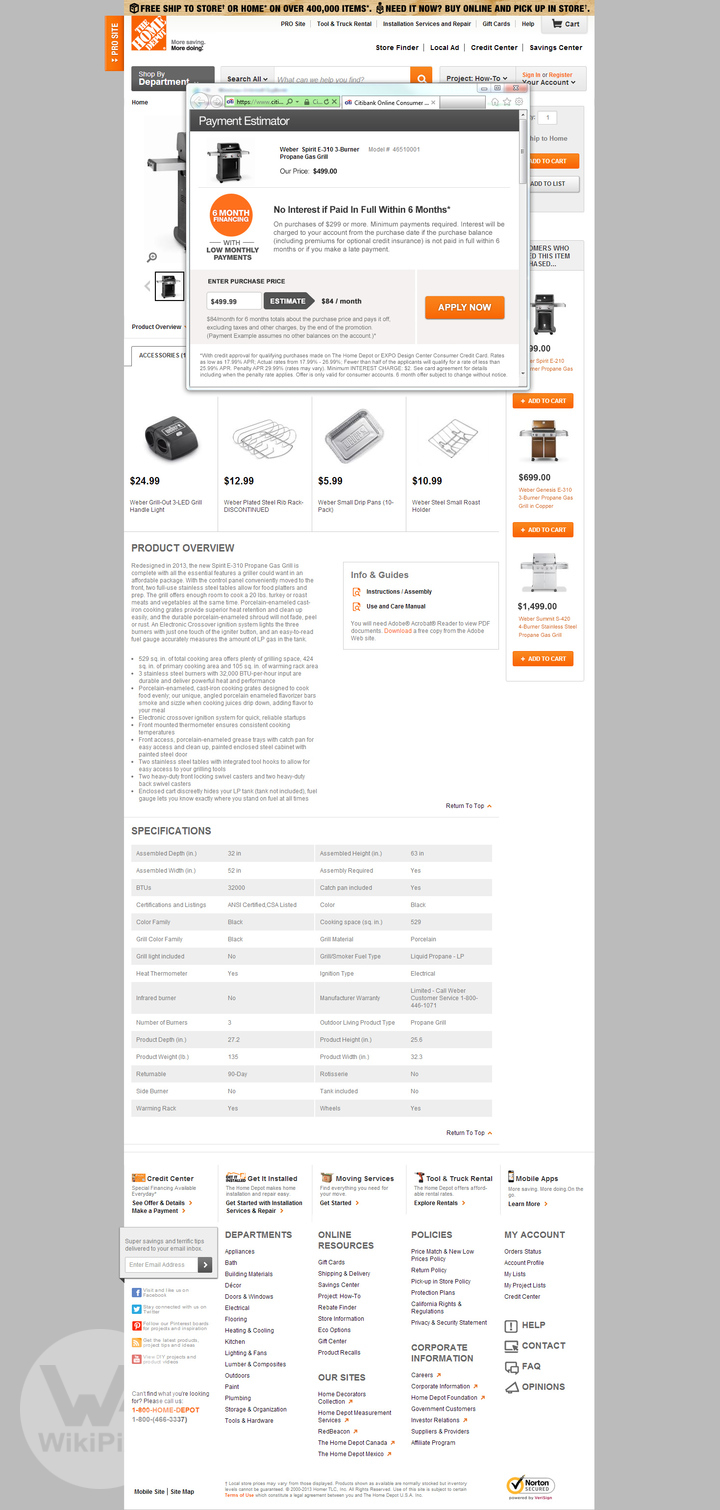 FREE SHIP TO STORE† OR HOME* ON OVER 400,000 ITEMS*. NEED IT NOW? BUY ONLINE AND PICK UP IN STORE†.
PRO SITE
THE HOME DEPOT
More saving.
More doing.
PRO Site | Tool & Truck Rental | Installation Services and Repair | Gift Cards | Help
Cart
Store Finder | Local Ad | Credit Center | Savings Center
Shop By
Department
Search All
What can we help you find?
Project: How-To
Sign In or Register
Your Account
Home
https://www.citi...
Citibank Online Consumer ...
Payment Estimator
Weber Spirit E-310 3-Burner
Propane Gas Grill
Model # 46510001
Our Price: $499.00
6 MONTH
FINANCING
WITH
LOW MONTHLY
PAYMENTS
No Interest if Paid In Full Within 6 Months*
On purchases of $299 or more. Minimum payments required. Interest will be
charged to your account from the purchase date if the purchase balance
(including premiums for optional credit insurance) is not paid in full within 6
months or if you make a late payment.
ENTER PURCHASE PRICE
$499.99
ESTIMATE
$84 / month
APPLY NOW
$84/month for 6 months totals about the purchase price and pays it off,
excluding taxes and other charges, by the end of the promotion.
(Payment Example assumes no other balances on the account.)*
*With credit approval for qualifying purchases made on The Home Depot or EXPO Design Center Consumer Credit Card. Rates
as low as 17.99% APR. Actual rates from 17.99% - 26.99%. Fewer than half of the applicants will qualify for a rate of less than
25.99% APR. Penalty APR 29.99% (rates may vary). Minimum INTEREST CHARGE: $2. See card agreement for details
including when the penalty rate applies. Offer is only valid for consumer accounts. 6 month offer subject to change without notice.
1
hip to Home
ADD TO CART
ADD TO LIST
OMERS WHO
D THIS ITEM
HASED...
99.00
er Spirit E-210
er Propane Gas
+ ADD TO CART
$699.00
Weber Genesis E-310
3-Burner Propane Gas
Grill in Copper
+ ADD TO CART
$1,499.00
Weber Summit S-420
4-Burner Stainless Steel
Propane Gas Grill
+ ADD TO CART
Product Overview
ACCESSORIES (1
$24.99
Weber Grill-Out 3-LED Grill
Handle Light
$12.99
Weber Plated Steel Rib Rack-
DISCONTINUED
$5.99
Weber Small Drip Pans (10-
Pack)
$10.99
Weber Steel Small Roast
Holder
PRODUCT OVERVIEW
Redesigned in 2013, the new Spirit E-310 Propane Gas Grill is
complete with all the essential features a griller could want in an
affordable package. With the control panel conveniently moved to the
front, two full-use stainless steel tables allow for food platters and
prep. The grill offers enough room to cook a 20 lbs. turkey or roast
meats and vegetables at the same time. Porcelain-enameled cast-
iron cooking grates provide superior heat retention and clean up
easily, and the durable porcelain-enameled shroud will not fade, peel
or rust. An Electronic Crossover ignition system lights the three
burners with just one touch of the igniter button, and an easy-to-read
fuel gauge accurately measures the amount of LP gas in the tank.
• 529 sq. in. of total cooking area offers plenty of grilling space, 424
sq. in. of primary cooking area and 105 sq. in. of warming rack area
• 3 stainless steel burners with 32,000 BTU-per-hour input are
durable and deliver powerful heat and performance
• Porcelain-enameled, cast-iron cooking grates designed to cook
food evenly; our unique, angled porcelain enameled flavorizer bars
smoke and sizzle when cooking juices drip down, adding flavor to
your meal
• Electronic crossover ignition system for quick, reliable startups
• Front mounted thermometer ensures consistent cooking
temperatures
• Front access, porcelain-enameled grease trays with catch pan for
easy access and clean up, painted enclosed steel cabinet with
painted steel door
• Two stainless steel tables with integrated tool hooks to allow for
easy access to your grilling tools
• Two heavy-duty front locking swivel casters and two heavy-duty
back swivel casters
• Enclosed cart discreetly hides your LP tank (tank not included), fuel
gauge lets you know exactly where you stand on fuel at all times
Info & Guides
Instructions / Assembly
Use and Care Manual
You will need Adobe® Acrobat® Reader to view PDF
documents. Download a free copy from the Adobe
Web site.
Return To Top
SPECIFICATIONS
Assembled Depth (in.) 32 in Assembled Height (in.) 63 in
Assembled Width (in.) 52 in Assembly Required Yes
BTUs 32000 Catch pan included Yes
Certifications and Listings ANSI Certified,CSA Listed Color Black
Color Family Black Cooking space (sq. in.) 529
Grill Color Family Black Grill Material Porcelain
Grill light included No Grill/Smoker Fuel Type Liquid Propane - LP
Heat Thermometer Yes Ignition Type Electrical
Infrared burner No Manufacturer Warranty Limited - Call Weber
Customer Service 1-800-
446-1071
Number of Burners 3 Outdoor Living Product Type Propane Grill
Product Depth (in.) 27.2 Product Height (in.) 25.6
Product Weight (lb.) 135 Product Width (in.) 32.3
Returnable 90-Day Rotisserie No
Side Burner No Tank included No
Warming Rack Yes Wheels Yes
Return To Top
Credit Center
Special Financing Available
Everyday*
See Offer & Details
Make a Payment
Get It Installed
The Home Depot makes home
installation and repair easy.
Get Started with Installation
Services & Repair
Moving Services
Find everything you need for
your move.
Get Started
Tool & Truck Rental
The Home Depot offers afford-
able rental rates.
Explore Rentals
Mobile Apps
More saving. More doing On the
go.
Learn More
Super savings and terrific tips
delivered to your email inbox.
Enter Email Address
Visit and like us on
Facebook
Stay connected with us on
Twitter
Follow our Pinterest boards
for projects and inspiration
Get the latest products,
project tips and ideas
View DIY projects and
product videos
Can't find what you're looking
for? Please call us:
1-800-HOME-DEPOT
1-800-(466-3337)
DEPARTMENTS
Appliances
Bath
Building Materials
Décor
Doors & Windows
Electrical
Flooring
Heating & Cooling
Kitchen
Lighting & Fans
Lumber & Composites
Outdoors
Paint
Plumbing
Storage & Organization
Tools & Hardware
ONLINE
RESOURCES
Gift Cards
Shipping & Delivery
Savings Center
Project: How-To
Rebate Finder
Store Information
Eco Options
Gift Center
Product Recalls
OUR SITES
Home Decorators
Collection
Home Depot Measurement
Services
RedBeacon
The Home Depot Canada
The Home Depot Mexico
POLICIES
Price Match & New Low
Prices Policy
Return Policy
Pick-up in Store Policy
Protection Plans
California Rights &
Regulations
Privacy & Security Statement
CORPORATE
INFORMATION
Careers
Corporate Information
Home Depot Foundation
Government Customers
Investor Relations
Suppliers & Providers
Affiliate Program
MY ACCOUNT
Orders Status
Account Profile
My Lists
My Project Lists
Credit Center
HELP
CONTACT
FAQ
OPINIONS
WikiPi
Mobile Site | Site Map
† Local store prices may vary from those displayed. Products shown as available are normally stocked but inventory
levels cannot be guaranteed. © 2000-2013 Homer TLC, Inc. All Rights Reserved. Use of this site is subject to certain
Terms of Use which constitute a legal agreement between you and The Home Depot U.S.A., Inc.
Norton
SECURED
powered by VeriSign